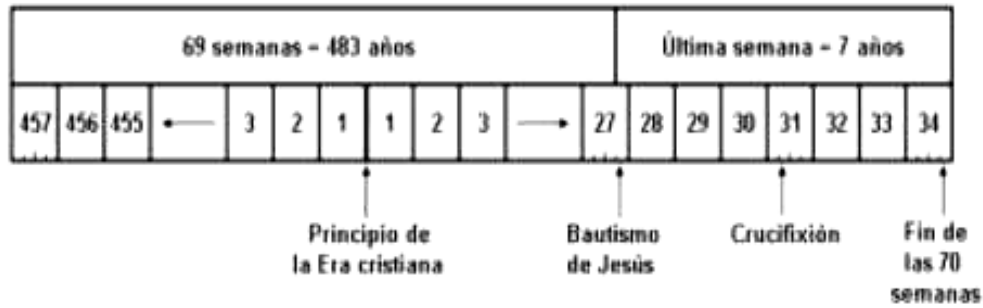 69 semanas – 483 años
Última semana – 7 años
457 456 455 3 2 1 1 2 3 27 28 29 30 31 32 33 34
Principio de
la Era cristiana
Bautismo
de Jesús
Crucifixión
Fin de
las 70
semanas